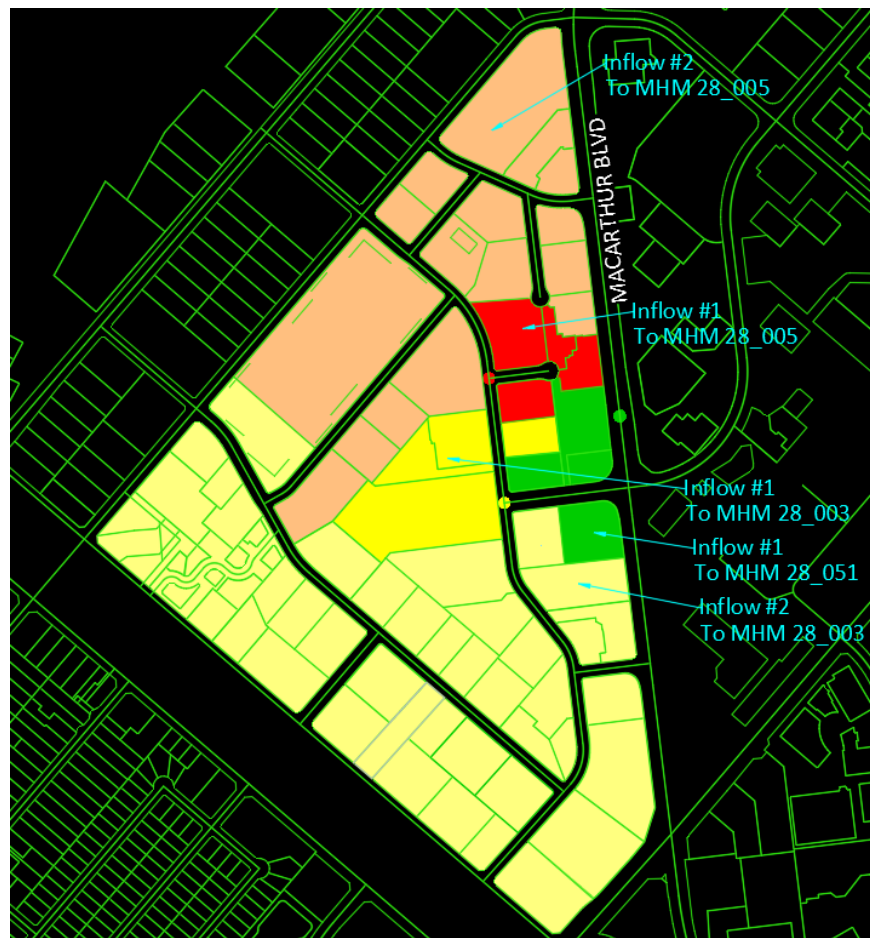 Inflow #2
To MHM 28_005
MACARTHUR BLVD
Inflow #1
To MHM 28_005
Inflow #1
To MHM 28_003
Inflow #1
To MHM 28_051
Inflow #2
To MHM 28_003